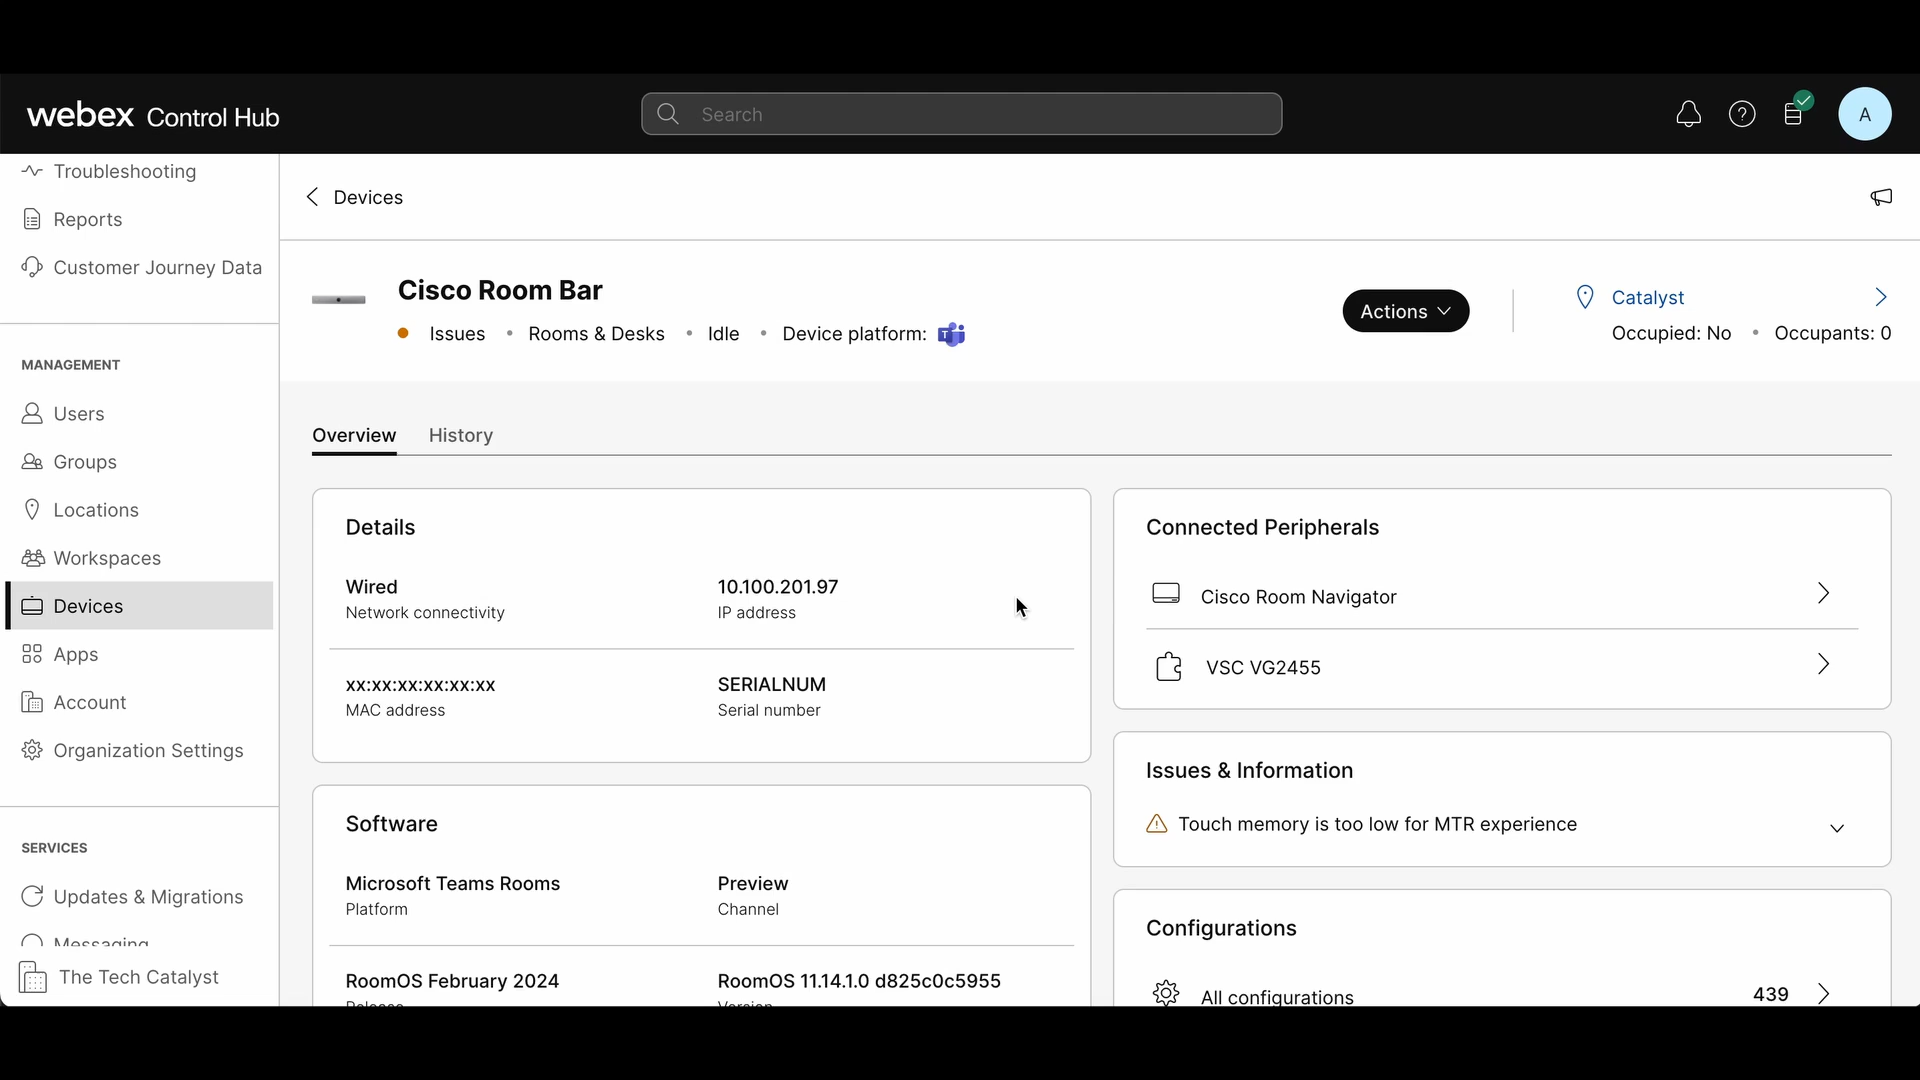 webex Control Hub
Search
A
Troubleshooting
Reports
Customer Journey Data
MANAGEMENT
Users
Groups
Locations
Workspaces
Devices
Apps
Account
Organization Settings
SERVICES
Updates & Migrations
Messaging
The Tech Catalyst
Devices
Cisco Room Bar
Issues • Rooms & Desks • Idle • Device platform:
Actions
Catalyst
Occupied: No • Occupants: 0
Overview History
Details
Wired
Network connectivity
10.100.201.97
IP address
xx:xx:xx:xx:xx:xx
MAC address
SERIALNUM
Serial number
Software
Microsoft Teams Rooms
Platform
Preview
Channel
RoomOS February 2024
Release
RoomOS 11.14.1.0 d825c0c5955
Version
Connected Peripherals
Cisco Room Navigator
VSC VG2455
Issues & Information
Touch memory is too low for MTR experience
Configurations
All configurations 439